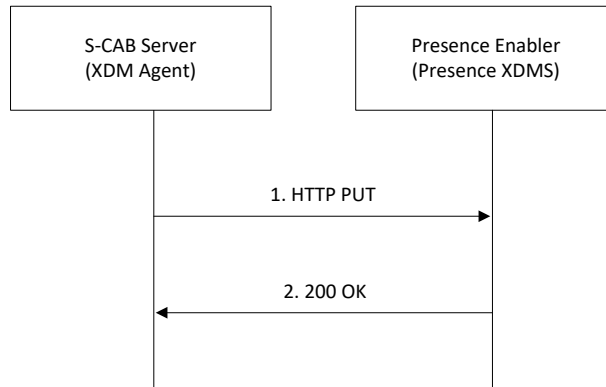 S-CAB Server
(XDM Agent)
Presence Enabler
(Presence XDMS)
1. HTTP PUT
2. 200 OK